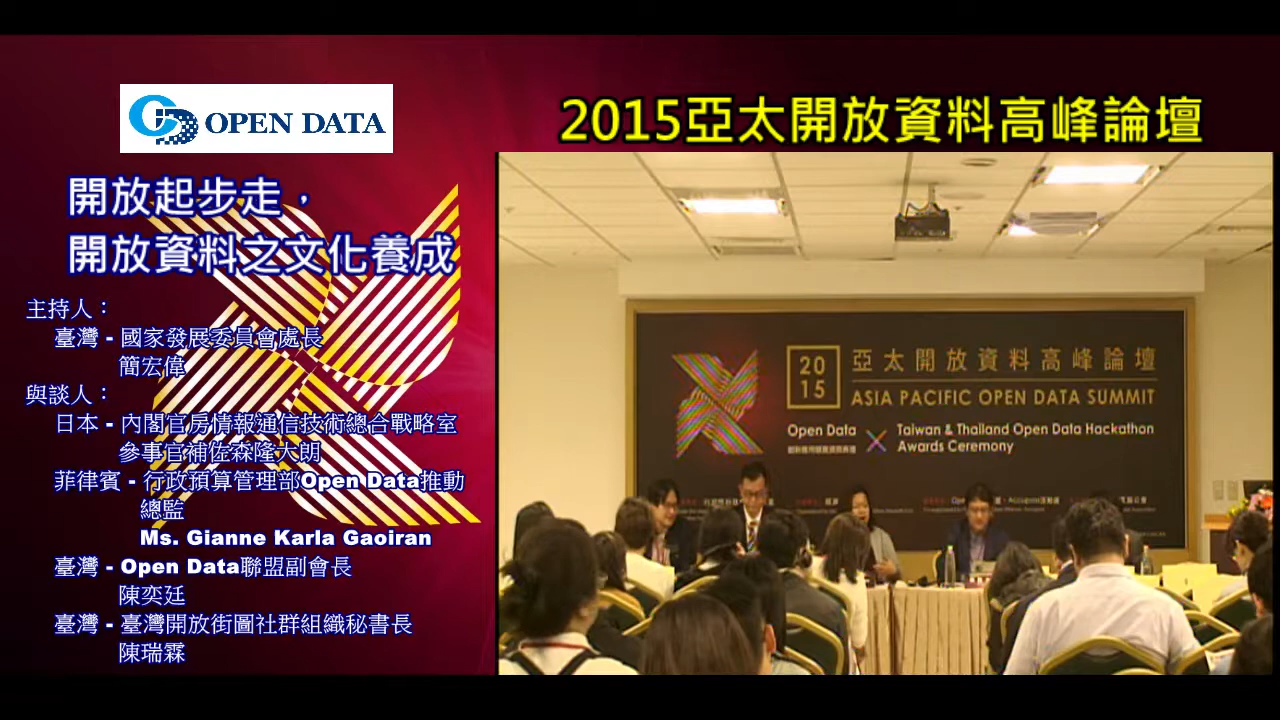 OPEN DATA
2015亞太開放資料高峰論壇
開放起步走，
開放資料之文化養成
主持人：
臺灣 - 國家發展委員會處長
簡宏偉
與談人：
日本 - 內閣官房情報通信技術總合戰略室
參事官補佐森隆大朗
菲律賓 - 行政預算管理部Open Data推動
總監
Ms. Gianne Karla Gaoiran
臺灣 - Open Data聯盟副會長
陳奕廷
臺灣 - 臺灣開放街圖社群組織秘書長
陳瑞霖
20
15
亞太開放資料高峰論壇
ASIA PACIFIC OPEN DATA SUMMIT
Open Data
Taiwan & Thailand Open Data Hackathon
Awards Ceremony